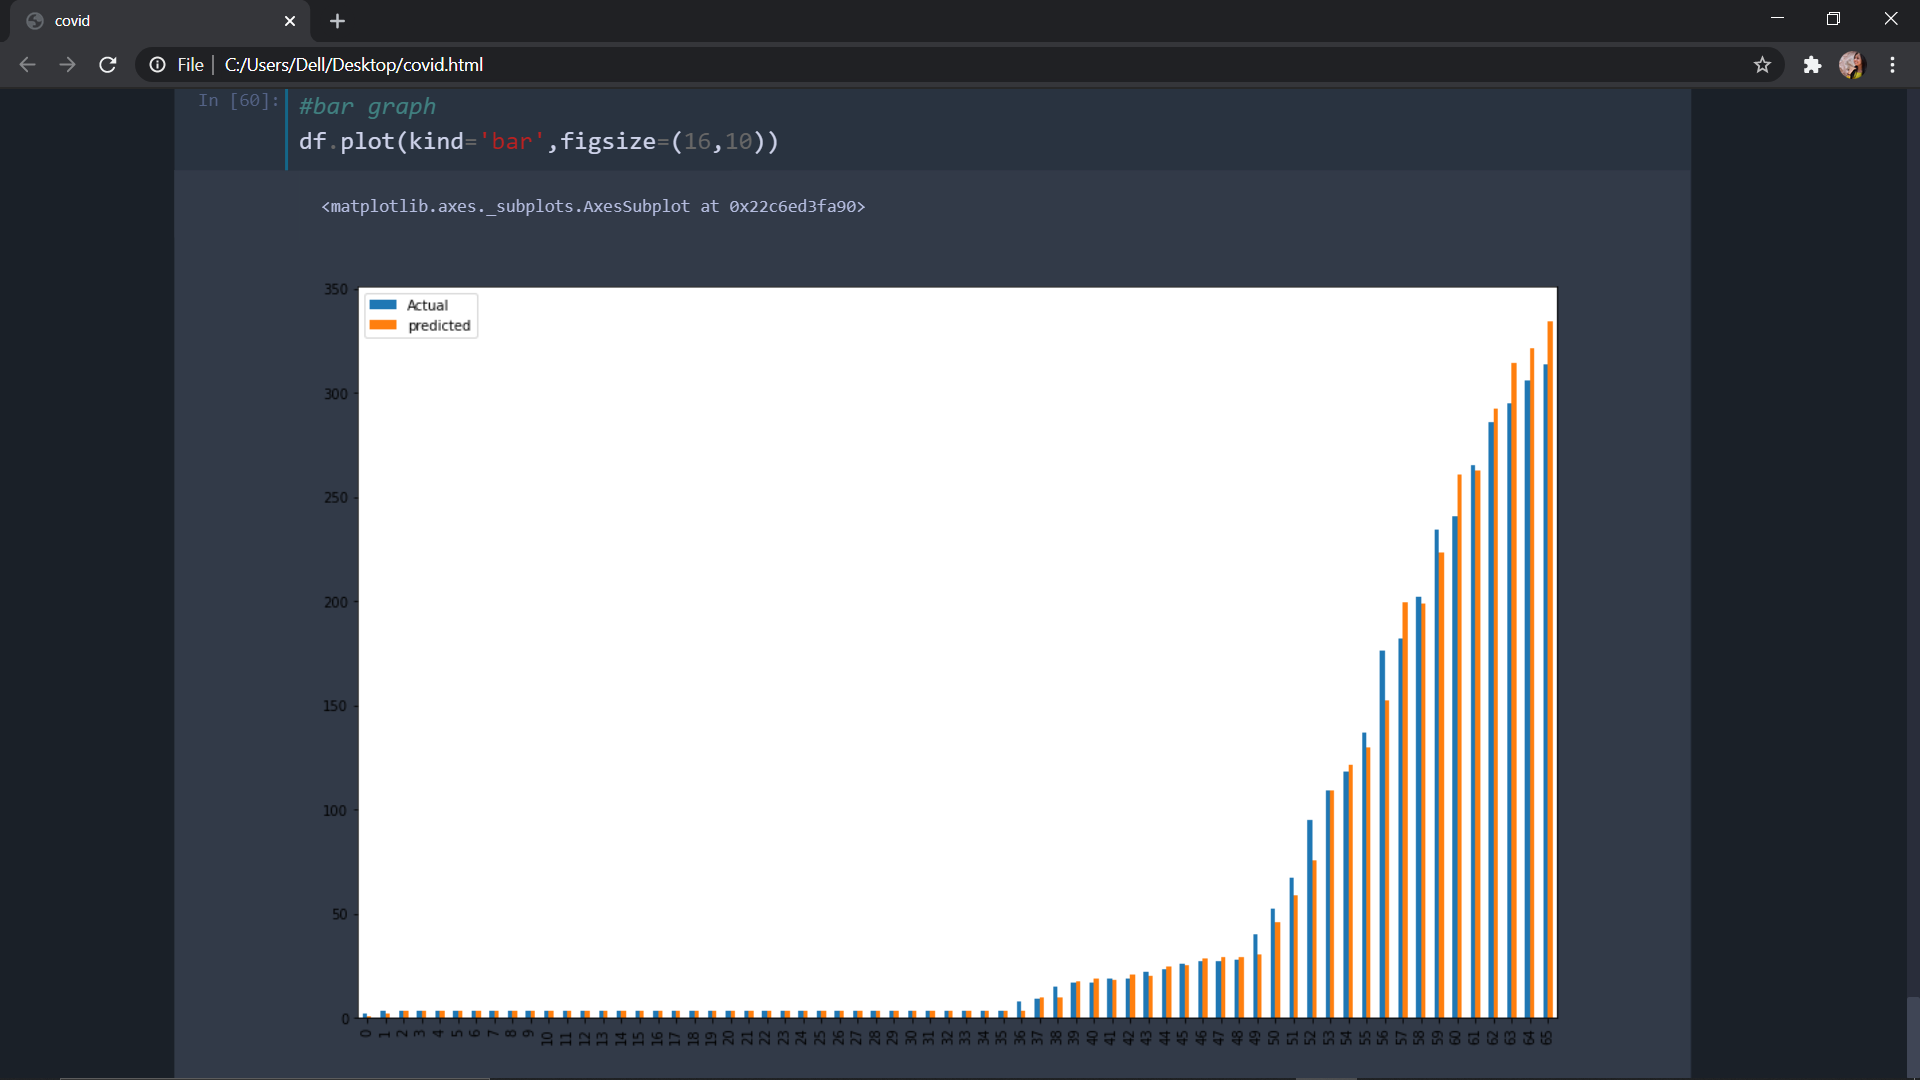 covid
File | C:/Users/Dell/Desktop/covid.html
In [60]:
#bar graph
df.plot(kind='bar',figsize=(16,10))
<matplotlib.axes._subplots.AxesSubplot at 0x22c6ed3fa90>
Actual
predicted
350
300
250
200
150
100
50
0
0 1 2 3 4 5 6 7 8 9 10 11 12 13 14 15 16 17 18 19 20 21 22 23 24 25 26 27 28 29 30 31 32 33 34 35 36 37 38 39 40 41 42 43 44 45 46 47 48 49 50 51 52 53 54 55 56 57 58 59 60 61 62 63 64 65